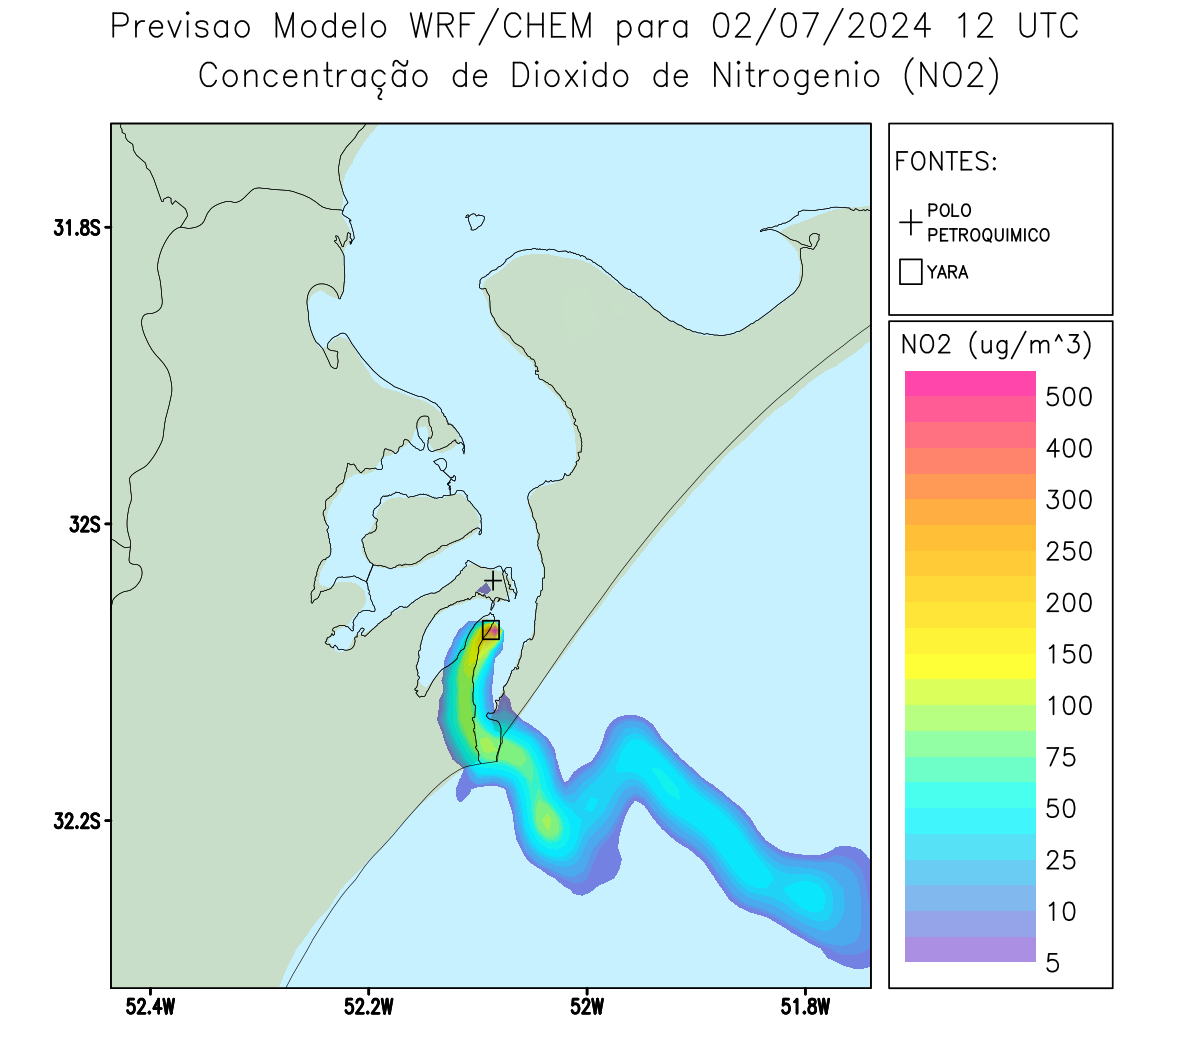 Previsao Modelo WRF/CHEM para 02/07/2024 12 UTC
Concentração de Dioxido de Nitrogenio (NO2)
FONTES:
POLO
PETROQUIMICO
YARA
NO2 (ug/m^3)
500
400
300
250
200
150
100
75
50
25
10
5
31.8S
32S
32.2S
52.4W
52.2W
52W
51.8W